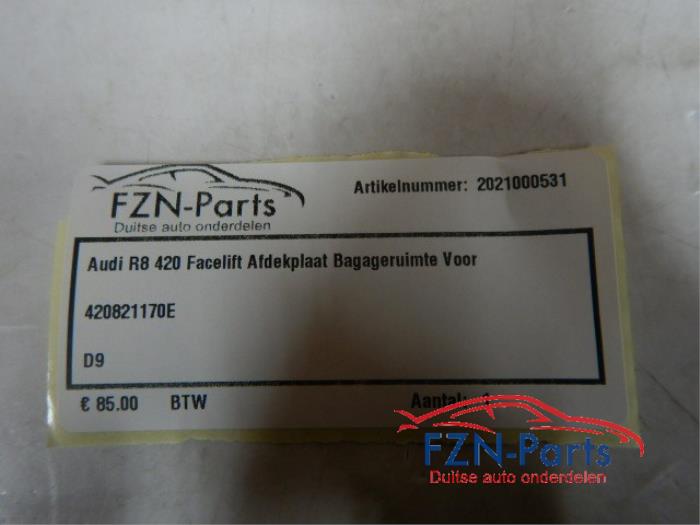 FZN-Parts
Duitse auto onderdelen
Artikelnummer: 2021000531
Audi R8 420 Facelift Afdekplaat Bagageruimte Voor
420821170E
D9
€ 85.00 BTW Aantal:
FZN-Parts
Duitse auto onderdelen